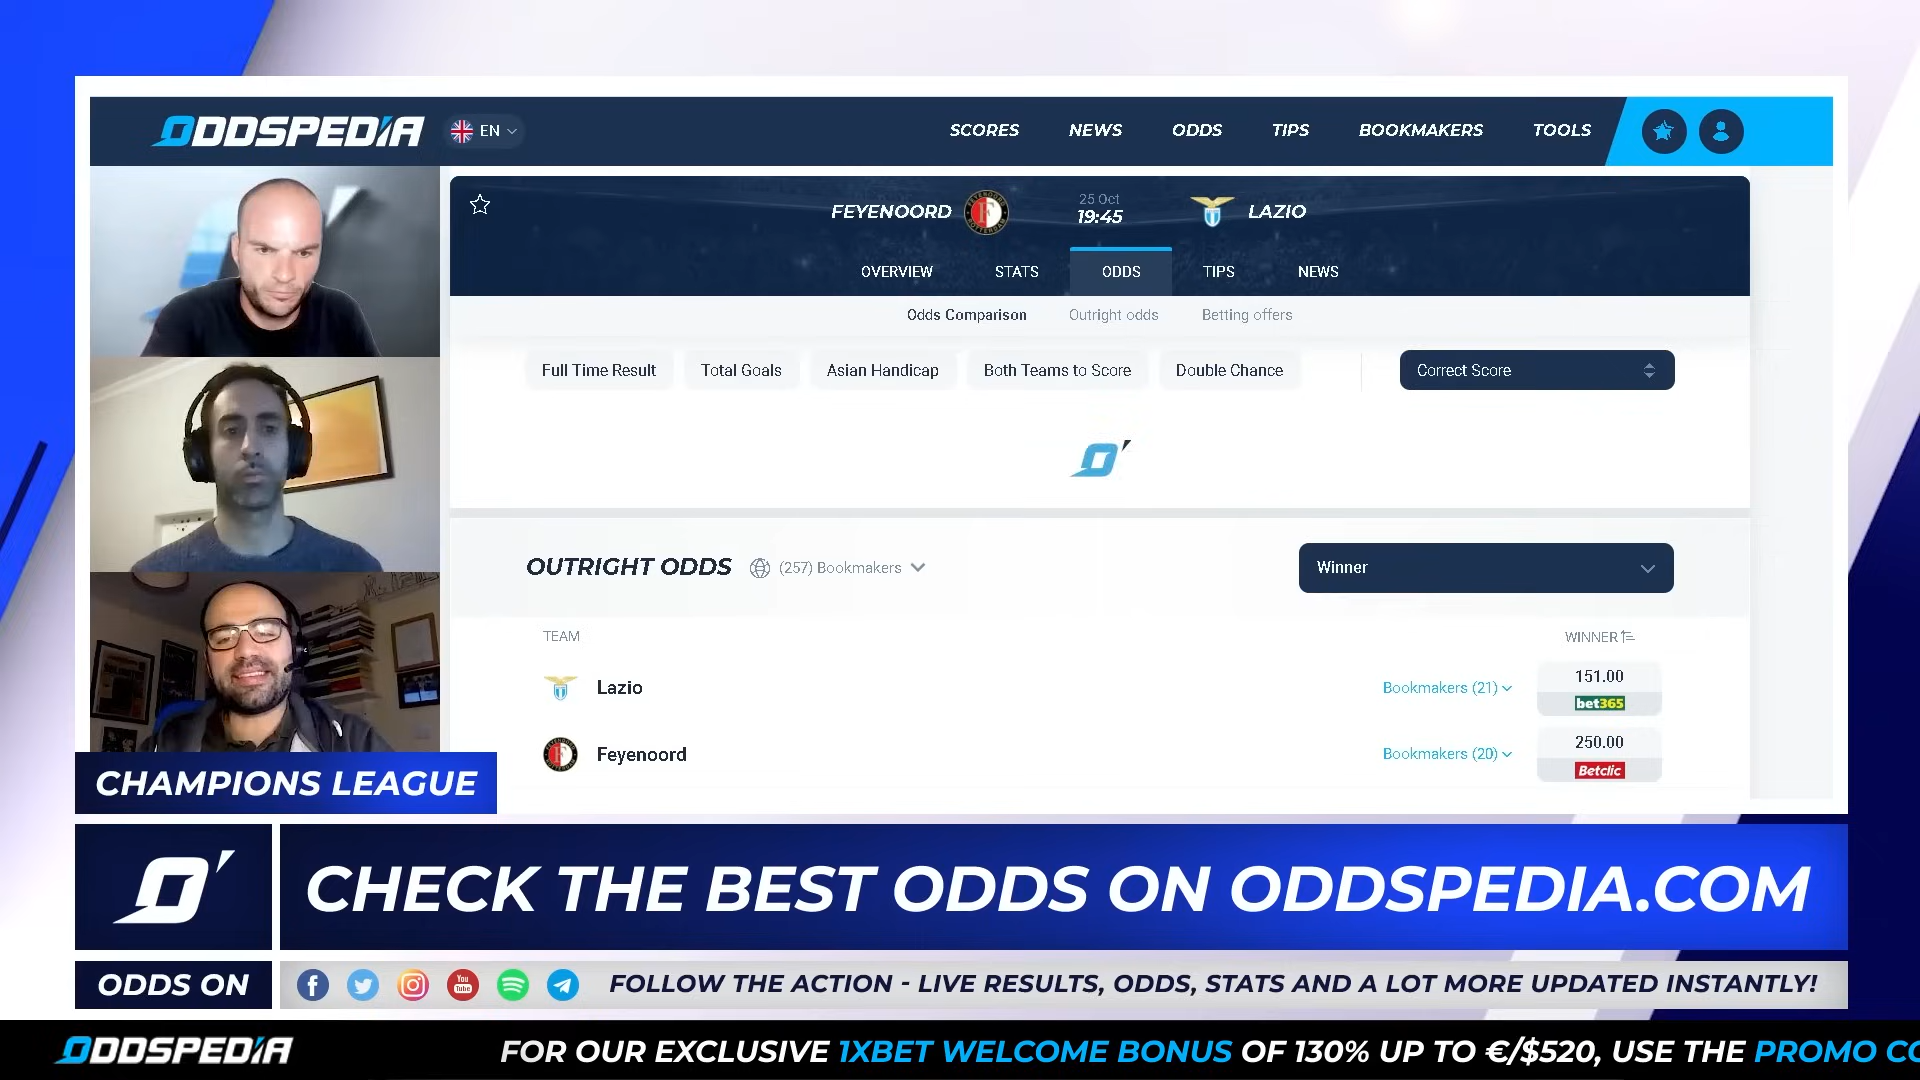 ODDSPEDIA
EN
SCORES NEWS ODDS TIPS BOOKMAKERS TOOLS
FEYENOORD
25 Oct
19:45
LAZIO
OVERVIEW STATS ODDS TIPS NEWS
Odds Comparison Outright odds Betting offers
Full Time Result Total Goals Asian Handicap Both Teams to Score Double Chance Correct Score
OUTRIGHT ODDS (257) Bookmakers Winner
TEAM WINNER
Lazio Bookmakers (21) 151.00
bet365
Feyenoord Bookmakers (20) 250.00
Betclic
CHAMPIONS LEAGUE
CHECK THE BEST ODDS ON ODDSPEDIA.COM
ODDS ON
You
Tube
FOLLOW THE ACTION - LIVE RESULTS, ODDS, STATS AND A LOT MORE UPDATED INSTANTLY!
ODDSPEDIA
FOR OUR EXCLUSIVE 1XBET WELCOME BONUS OF 130% UP TO €/$520, USE THE PROMO CO